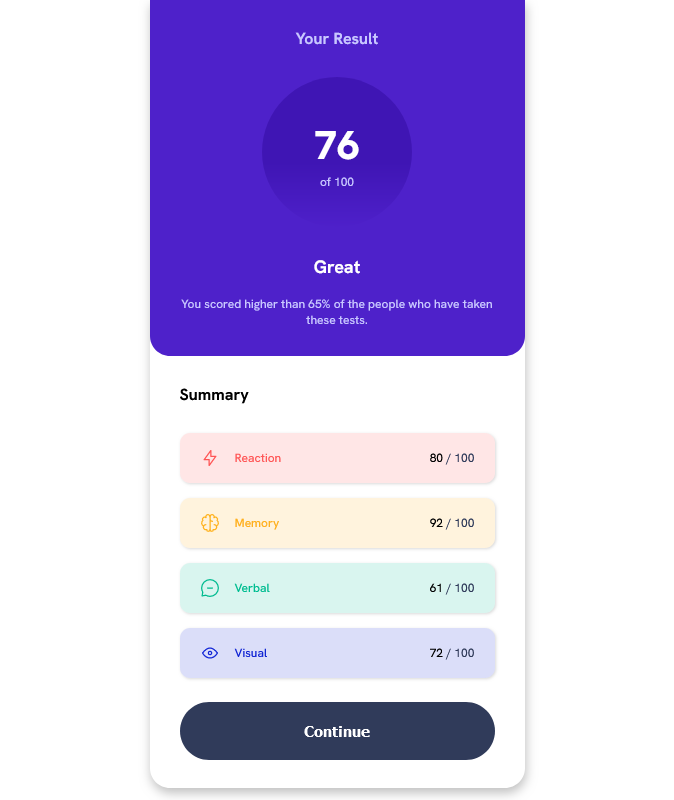 Your Result
76
of 100
Great
You scored higher than 65% of the people who have taken
these tests.
Summary
Reaction 80 / 100
Memory 92 / 100
Verbal 61 / 100
Visual 72 / 100
Continue